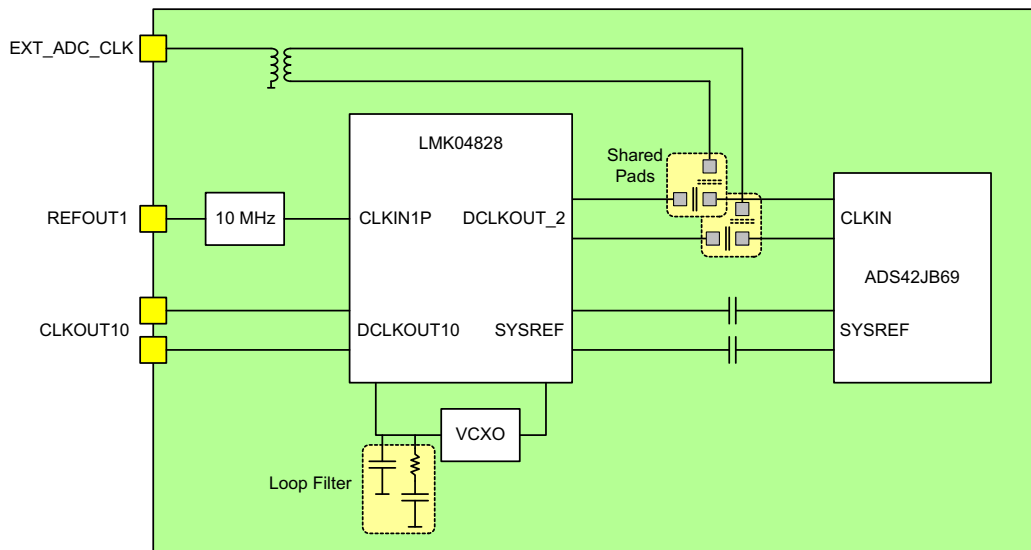 EXT_ADC_CLK
LMK04828
Shared
Pads
REFOUT1
10 MHz
CLKIN1P
DCLKOUT_2
CLKIN
ADS42JB69
CLKOUT10
DCLKOUT10
SYSREF
SYSREF
VCXO
Loop Filter